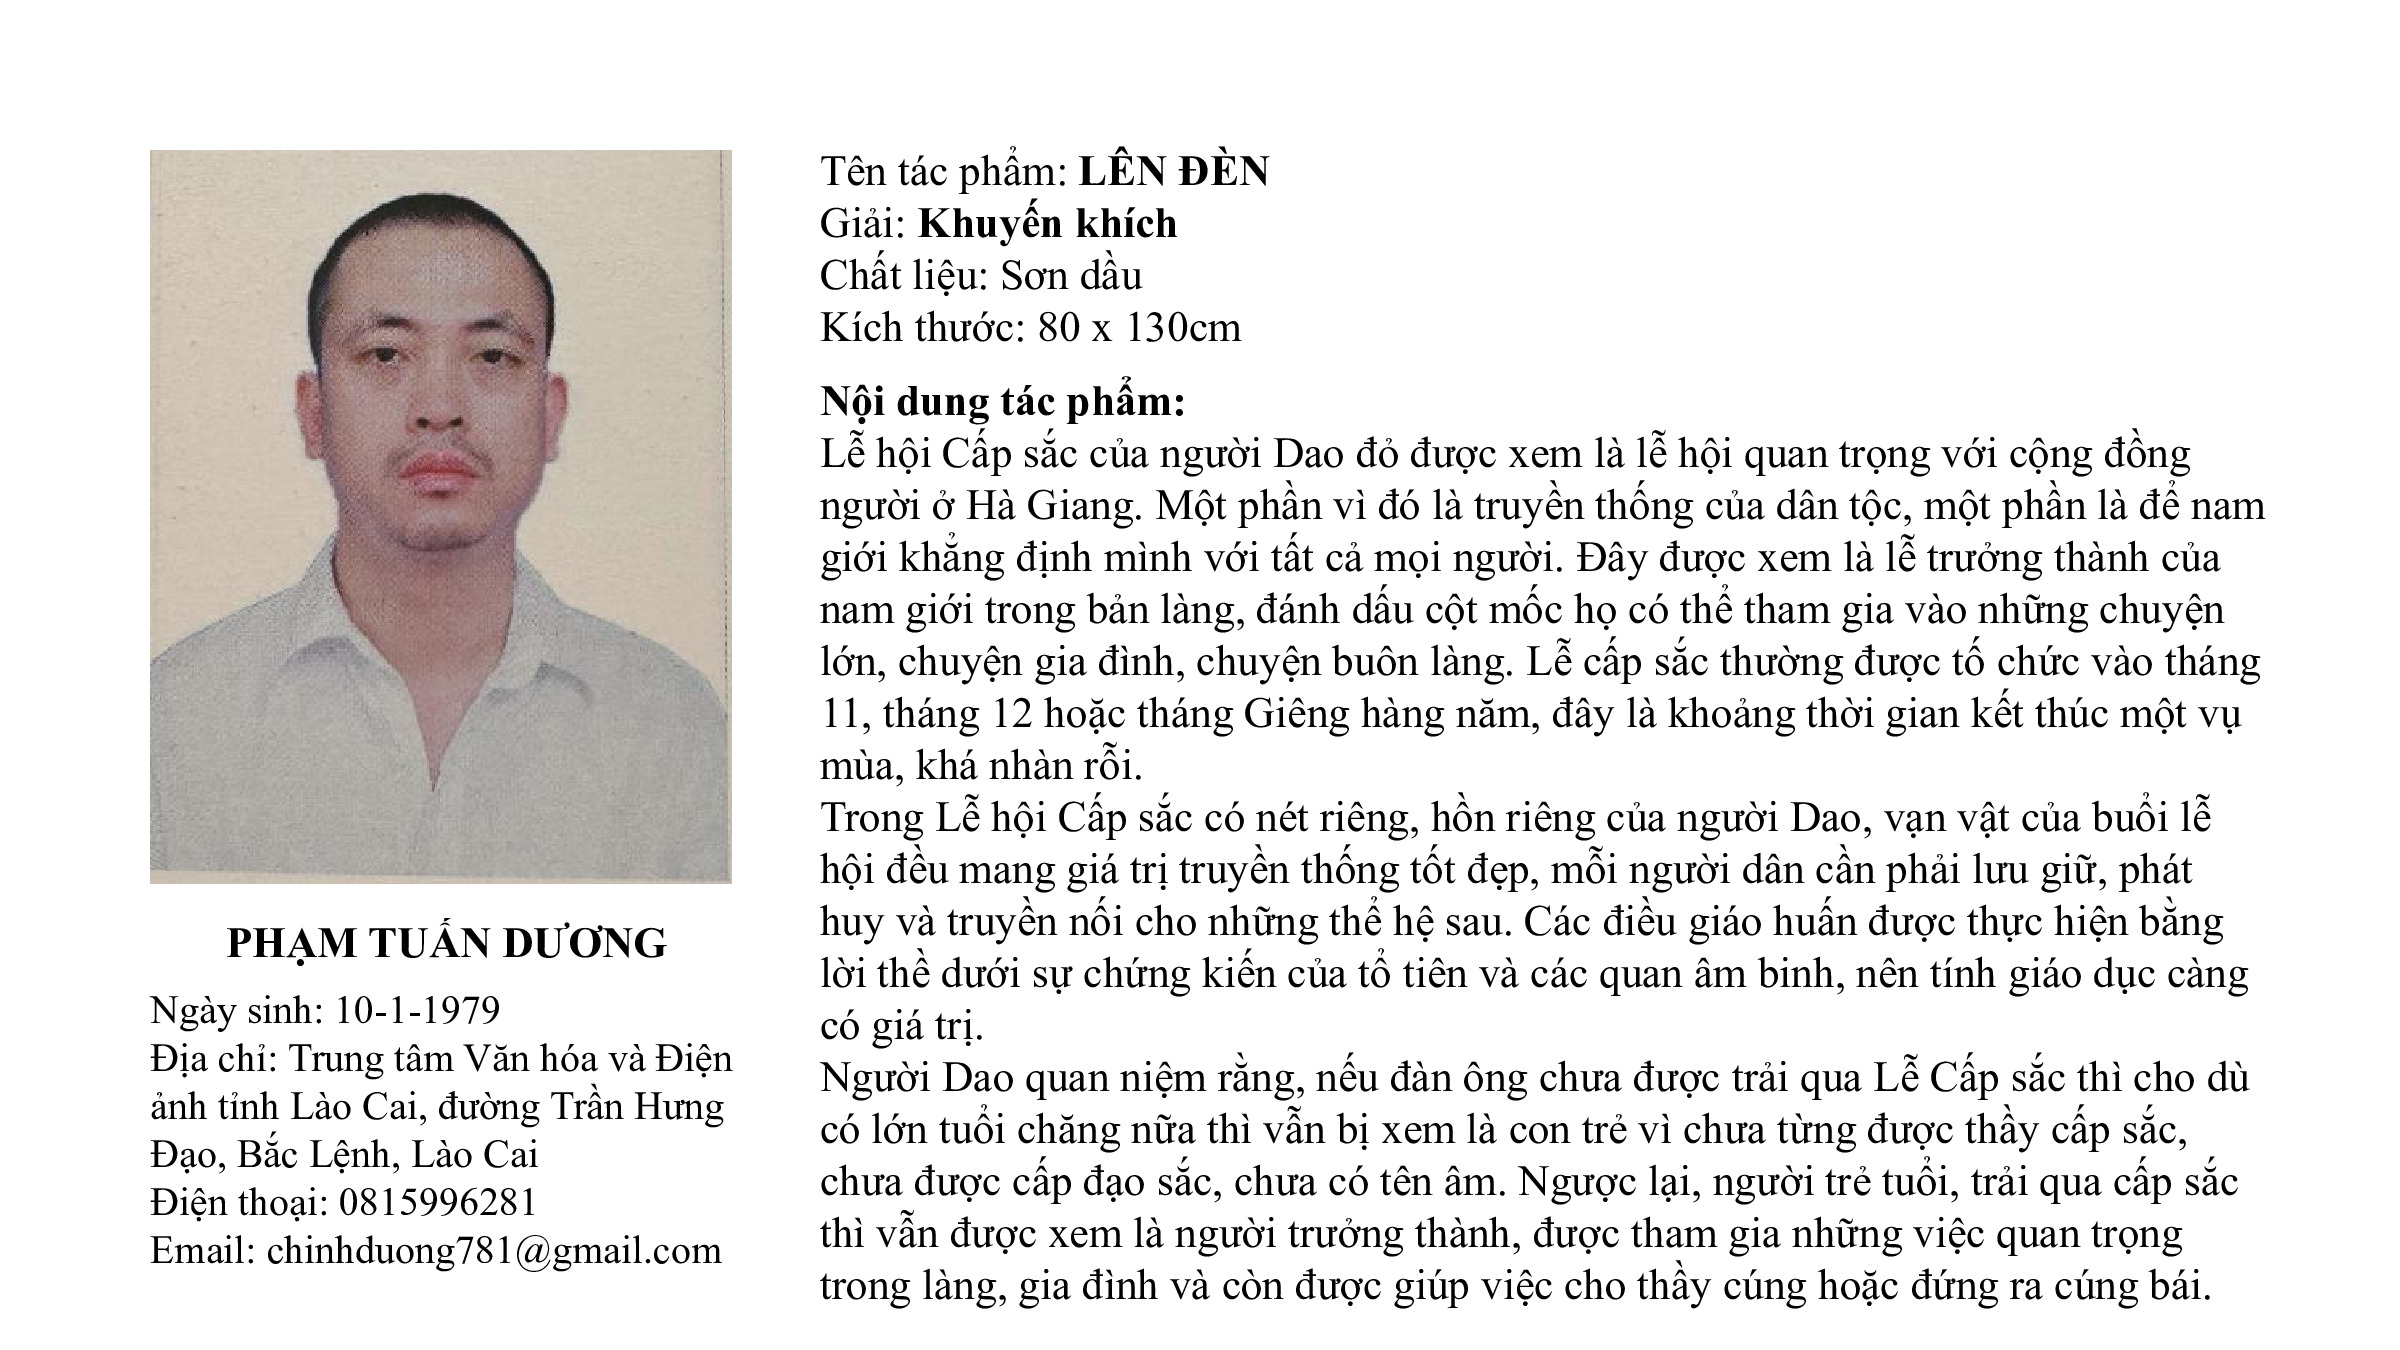 PHẠM TUẤN DƯƠNG
Ngày sinh: 10-1-1979
Địa chỉ: Trung tâm Văn hóa và Điện
ảnh tỉnh Lào Cai, đường Trần Hưng
Đạo, Bắc Lệnh, Lào Cai
Điện thoại: 0815996281
Email: chinhduong781@gmail.com
Tên tác phẩm: LÊN ĐÈN
Giải: Khuyến khích
Chất liệu: Sơn dầu
Kích thước: 80 x 130cm
Nội dung tác phẩm:
Lễ hội Cấp sắc của người Dao đỏ được xem là lễ hội quan trọng với cộng đồng
người ở Hà Giang. Một phần vì đó là truyền thống của dân tộc, một phần là để nam
giới khẳng định mình với tất cả mọi người. Đây được xem là lễ trưởng thành của
nam giới trong bản làng, đánh dấu cột mốc họ có thể tham gia vào những chuyện
lớn, chuyện gia đình, chuyện buôn làng. Lễ cấp sắc thường được tố chức vào tháng
11, tháng 12 hoặc tháng Giêng hàng năm, đây là khoảng thời gian kết thúc một vụ
mùa, khá nhàn rỗi.
Trong Lễ hội Cấp sắc có nét riêng, hồn riêng của người Dao, vạn vật của buổi lễ
hội đều mang giá trị truyền thống tốt đẹp, mỗi người dân cần phải lưu giữ, phát
huy và truyền nối cho những thể hệ sau. Các điều giáo huấn được thực hiện bằng
lời thề dưới sự chứng kiến của tổ tiên và các quan âm binh, nên tính giáo dục càng
có giá trị.
Người Dao quan niệm rằng, nếu đàn ông chưa được trải qua Lễ Cấp sắc thì cho dù
có lớn tuổi chăng nữa thì vẫn bị xem là con trẻ vì chưa từng được thầy cấp sắc,
chưa được cấp đạo sắc, chưa có tên âm. Ngược lại, người trẻ tuổi, trải qua cấp sắc
thì vẫn được xem là người trưởng thành, được tham gia những việc quan trọng
trong làng, gia đình và còn được giúp việc cho thầy cúng hoặc đứng ra cúng bái.